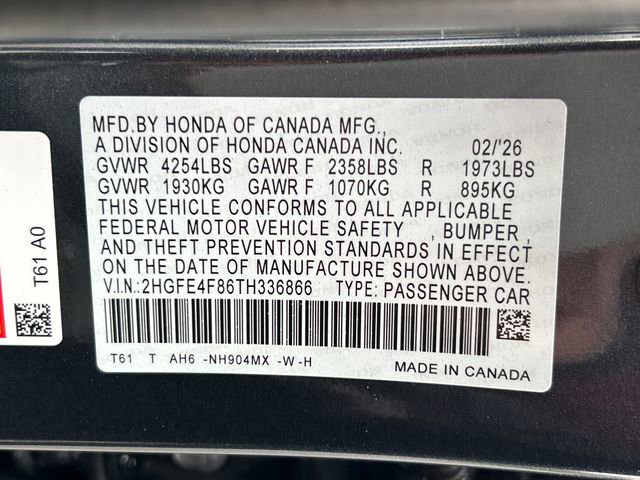 MFD.BY HONDA OF CANADA MFG.,
A DIVISION OF HONDA CANADA INC. 02/'26
GVWR 4254LBS GAWR F 2358LBS R 1973LBS
GVWR 1930KG GAWR F 1070KG R 895KG
THIS VEHICLE CONFORMS TO ALL APPLICABLE
FEDERAL MOTOR VEHICLE SAFETY , BUMPER ,
AND THEFT PREVENTION STANDARDS IN EFFECT
ON THE DATE OF MANUFACTURE SHOWN ABOVE.
V.I.N.:2HGFE4F86TH336866 TYPE: PASSENGER CAR
T61 T AH6 -NH904MX -W-H
MADE IN CANADA
T61 A0